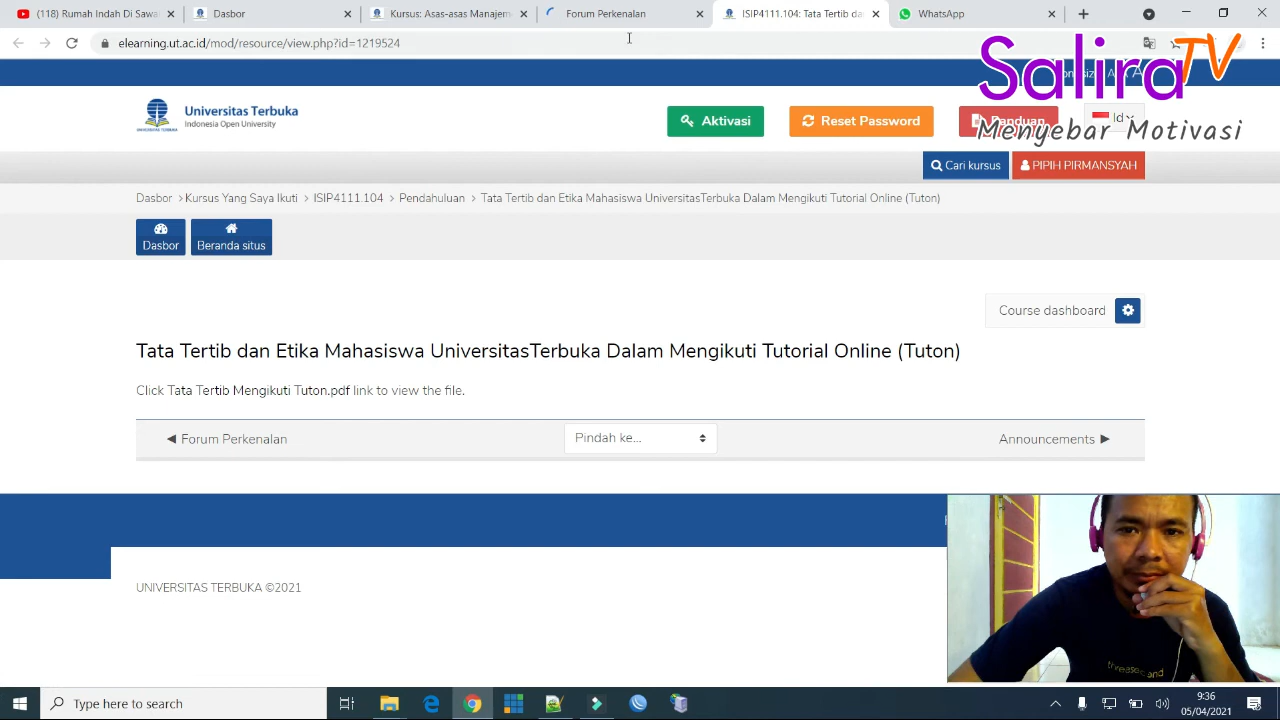 (118) Rumah Indah Di Sawa
Dasbor
Kursus: Asas-asas Manajem
Forum Perkenalan
ISIP4111.104: Tata Tertib da
WhatsApp
elearning.ut.ac.id/mod/resource/view.php?id=1219524
Salira TV
Menyebar Motivasi
Universitas Terbuka
Indonesia Open University
Aktivasi
Reset Password
Panduan
Id
Cari kursus
PIPIH PIRMANSYAH
Dasbor
Kursus Yang Saya Ikuti
ISIP4111.104
Pendahuluan
Tata Tertib dan Etika Mahasiswa UniversitasTerbuka Dalam Mengikuti Tutorial Online (Tuton)
Dasbor
Beranda situs
Course dashboard
Tata Tertib dan Etika Mahasiswa UniversitasTerbuka Dalam Mengikuti Tutorial Online (Tuton)
Click Tata Tertib Mengikuti Tuton.pdf link to view the file.
◄ Forum Perkenalan
Pindah ke...
Announcements ►
UNIVERSITAS TERBUKA ©2021
threesecond
Type here to search
9:36
05/04/2021